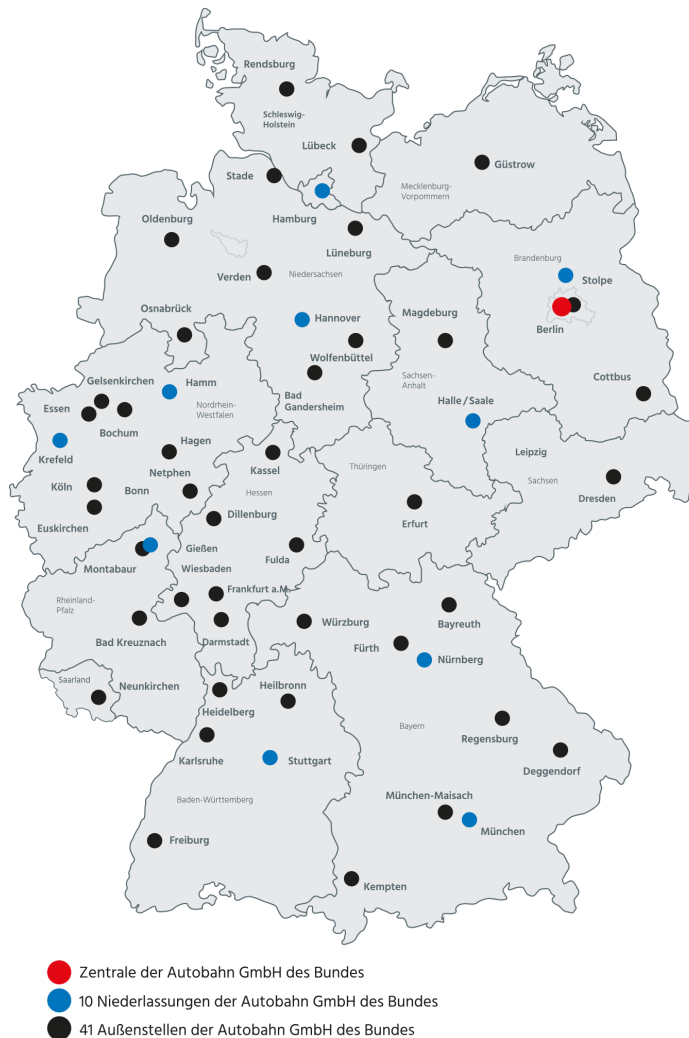 Rendsburg
Schleswig-
Holstein
Lübeck
Güstrow
Stade
Mecklenburg-
Vorpommern
Oldenburg
Hamburg
Lüneburg
Verden
Niedersachsen
Brandenburg
Stolpe
Osnabrück
Hannover
Magdeburg
Berlin
Wolfenbüttel
Gelsenkirchen
Hamm
Sachsen-
Anhalt
Cottbus
Essen
Nordrhein-
Westfalen
Bad
Gandersheim
Halle / Saale
Bochum
Hagen
Krefeld
Kassel
Leipzig
Netphen
Thüringen
Sachsen
Köln
Bonn
Hessen
Dresden
Dillenburg
Euskirchen
Erfurt
Gießen
Fulda
Montabaur
Wiesbaden
Frankfurt a.M.
Rheinland-
Pfalz
Bad Kreuznach
Darmstadt
Würzburg
Bayreuth
Fürth
Nürnberg
Saarland
Neunkirchen
Heilbronn
Heidelberg
Bayern
Regensburg
Karlsruhe
Stuttgart
Deggendorf
München-Maisach
Baden-Württemberg
München
Freiburg
Kempten
Zentrale der Autobahn GmbH des Bundes
10 Niederlassungen der Autobahn GmbH des Bundes
41 Außenstellen der Autobahn GmbH des Bundes